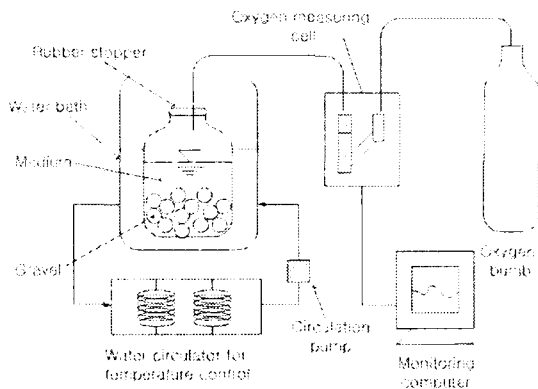 Oxygen measuring
cell
Rubber stopper
Water bath
Medium
Gravel
Oxygen
bumb
Circulation
pump
Water circulator for
temperature control
Monitoring
computer